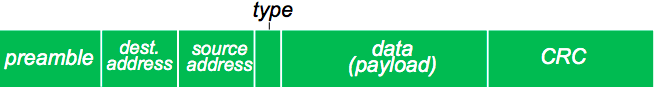 type
preamble
dest.
address
source
address
data
(payload)
CRC